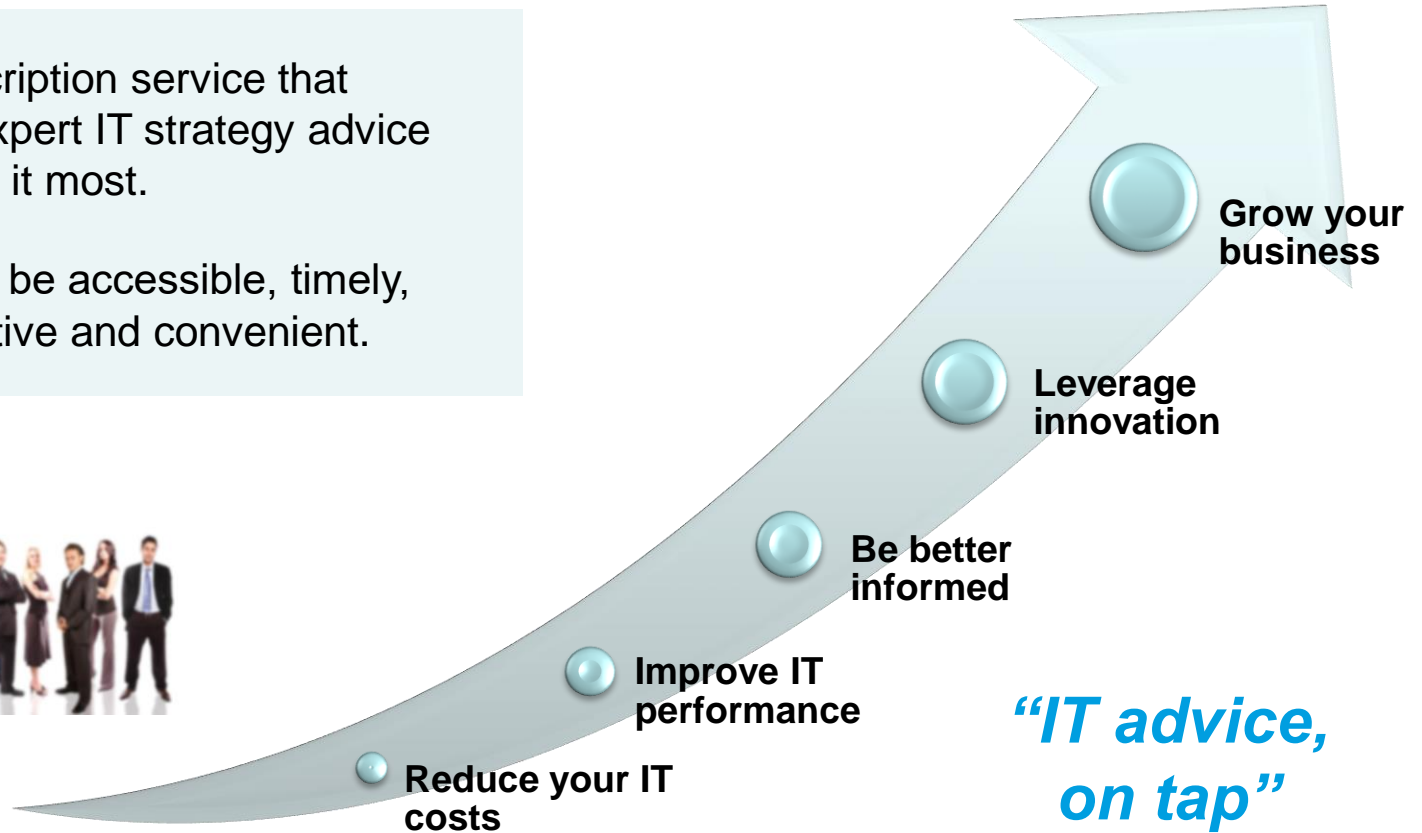 cription service that
xpert IT strategy advice
it most.
be accessible, timely,
tive and convenient.
Grow your
business
Leverage
innovation
Be better
informed
Improve IT
performance
Reduce your IT
costs
“IT advice,
on tap”